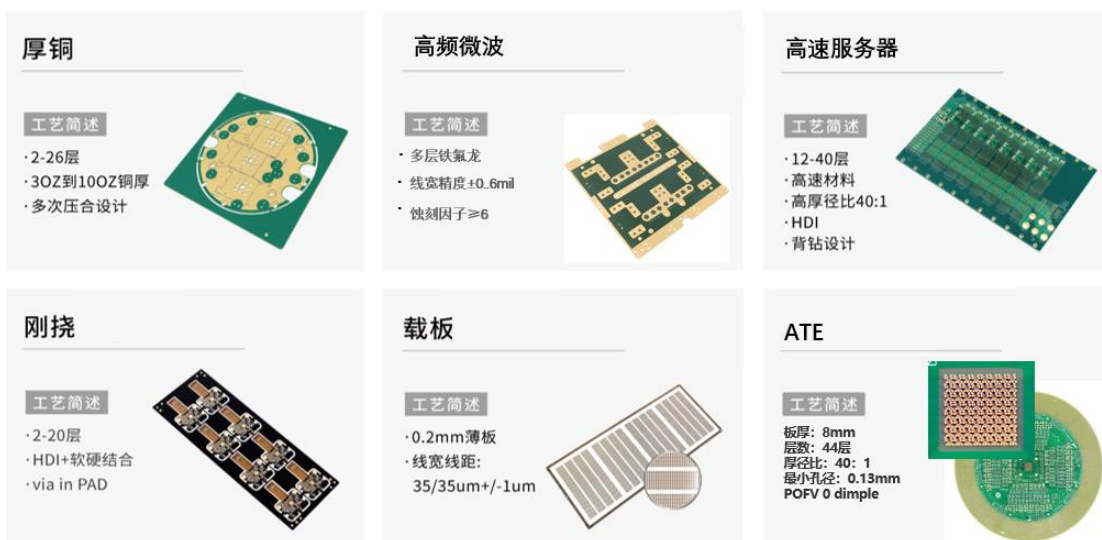 厚铜
工艺简述
·2-26层
·3OZ到10OZ铜厚
·多次压合设计
高频微波
工艺简述
· 多层铁氟龙
· 线宽精度±0.6mil
· 蚀刻因子≥6
高速服务器
工艺简述
·12-40层
·高速材料
·高厚径比40:1
·HDI
·背钻设计
刚挠
工艺简述
·2-20层
·HDI+软硬结合
·via in PAD
载板
工艺简述
·0.2mm薄板
·线宽线距:
35/35um+/-1um
ATE
工艺简述
板厚：8mm
层数：44层
厚径比：40：1
最小孔径：0.13mm
POFV 0 dimple